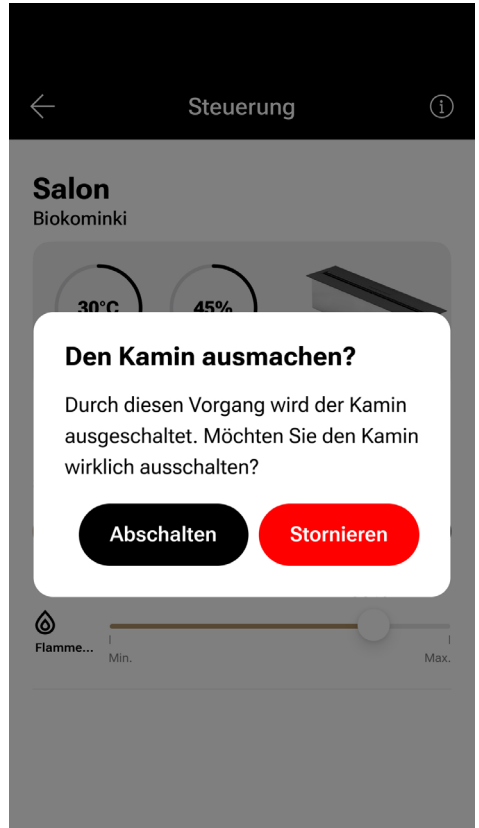 Steuerung
Salon
Biokominki
30°C
45%
Den Kamin ausmachen?
Durch diesen Vorgang wird der Kamin
ausgeschaltet. Möchten Sie den Kamin
wirklich ausschalten?
Abschalten
Stornieren
Flamme...
Min.
Max.